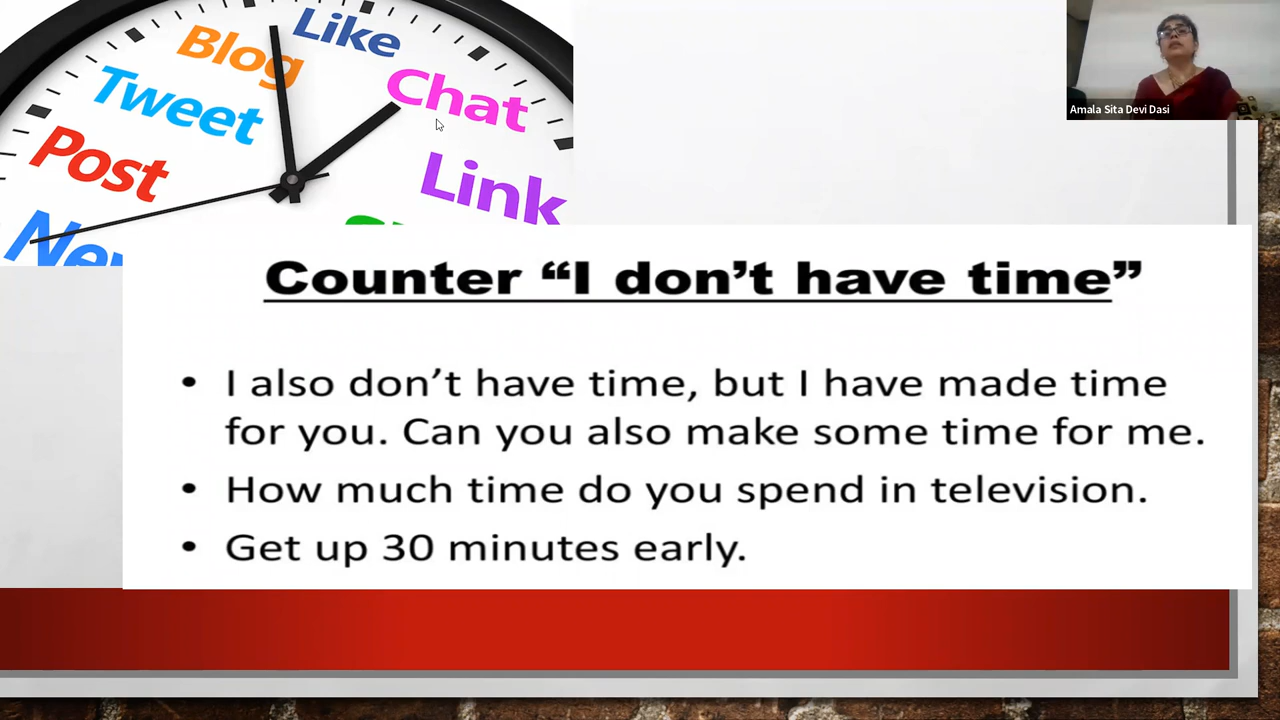 Like
Blog
Chat
Tweet
Post
Link
Amala Sita Devi Dasi
Counter “I don’t have time”
• I also don’t have time, but I have made time
for you. Can you also make some time for me.
• How much time do you spend in television.
• Get up 30 minutes early.